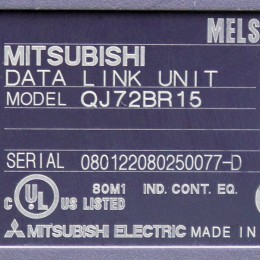 MELS
MITSUBISHI
DATA LINK UNIT
MODEL QJ72BR15
SERIAL 080122080250077-D
80M1 IND. CONT. EQ.
C UL US LISTED
MITSUBISHI ELECTRIC MADE IN